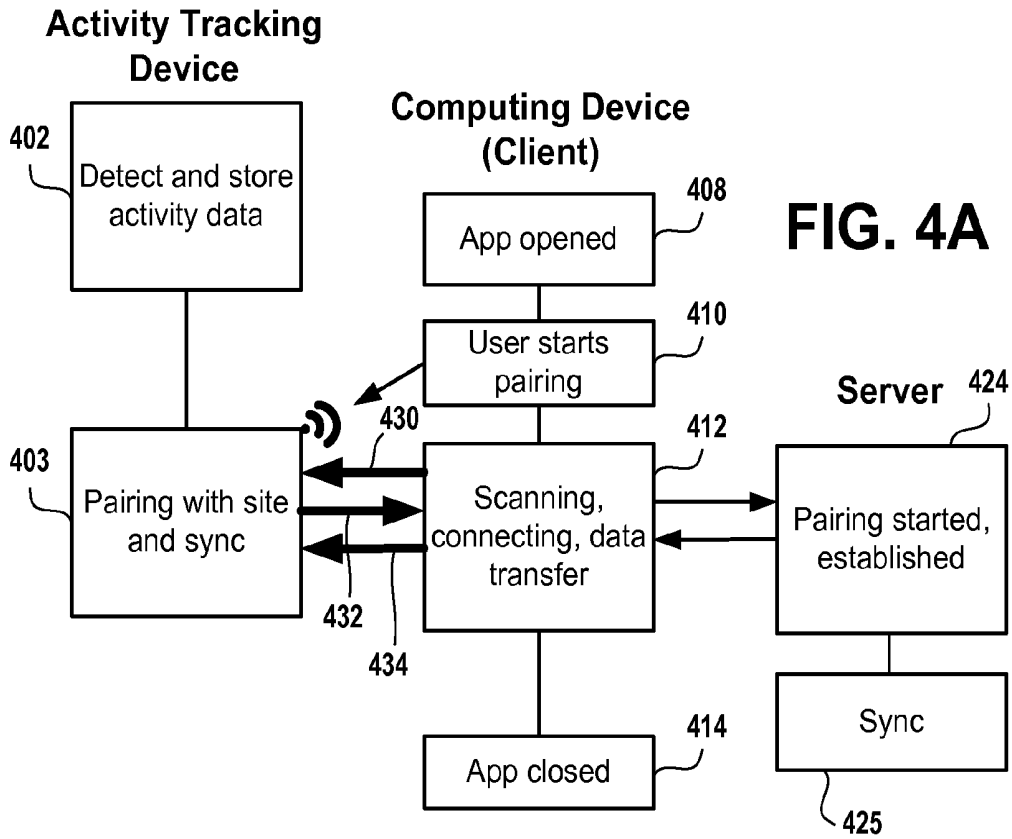 Activity Tracking
Device
402
Detect and store
activity data
403
Pairing with site
and sync
Computing Device
(Client)
408
App opened
410
User starts
pairing
430
432
434
412
Scanning,
connecting, data
transfer
414
App closed
FIG. 4A
Server
424
Pairing started,
established
Sync
425